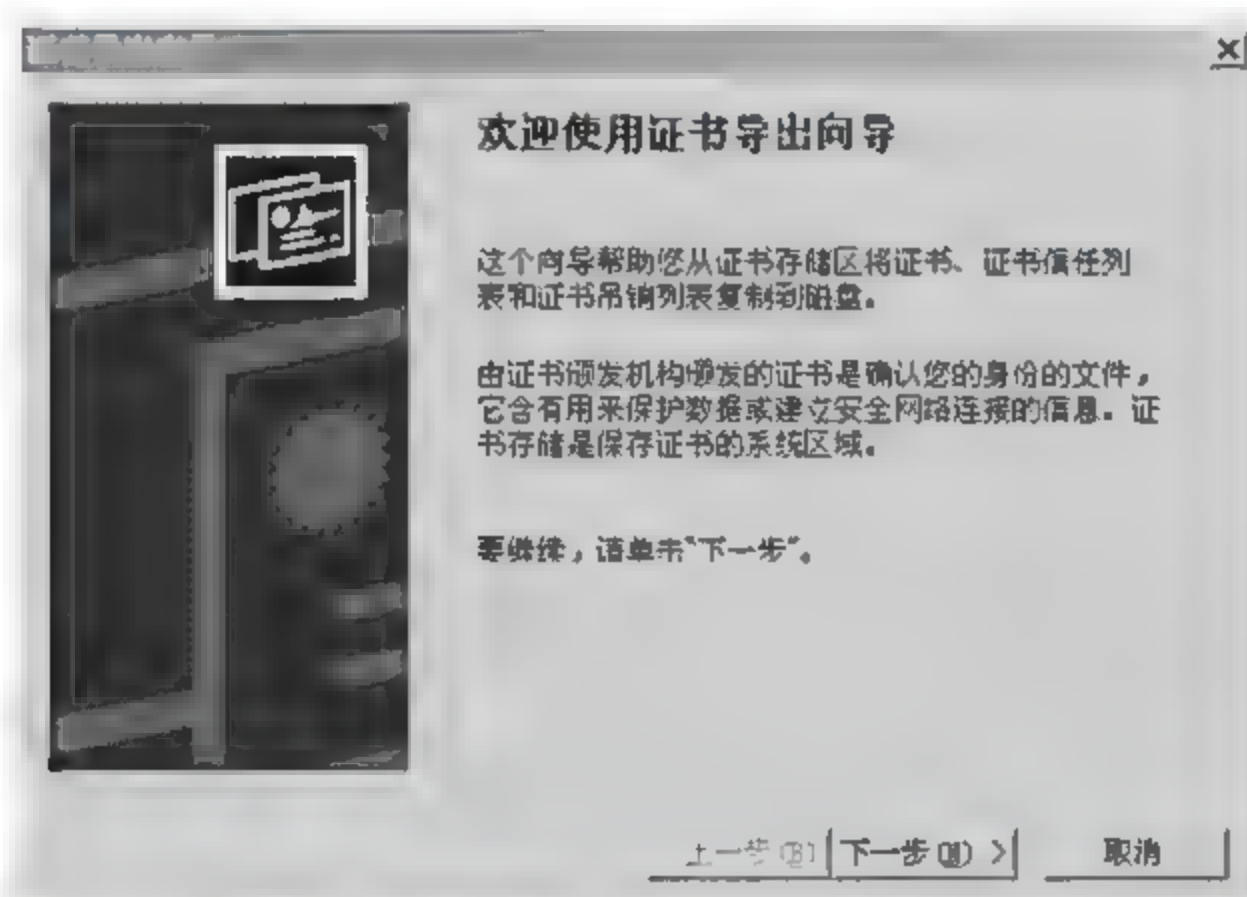 欢迎使用证书导出向导
这个向导帮助您从证书存储区将证书、证书信任列
表和证书吊销列表复制到磁盘。
由证书颁发机构颁发的证书是确认您的身份的文件，
它含有用来保护数据或建立安全网络连接的信息。证
书存储是保存证书的系统区域。
要继续，请单击“下一步”。
上一步(B) 下一步(N) > 取消